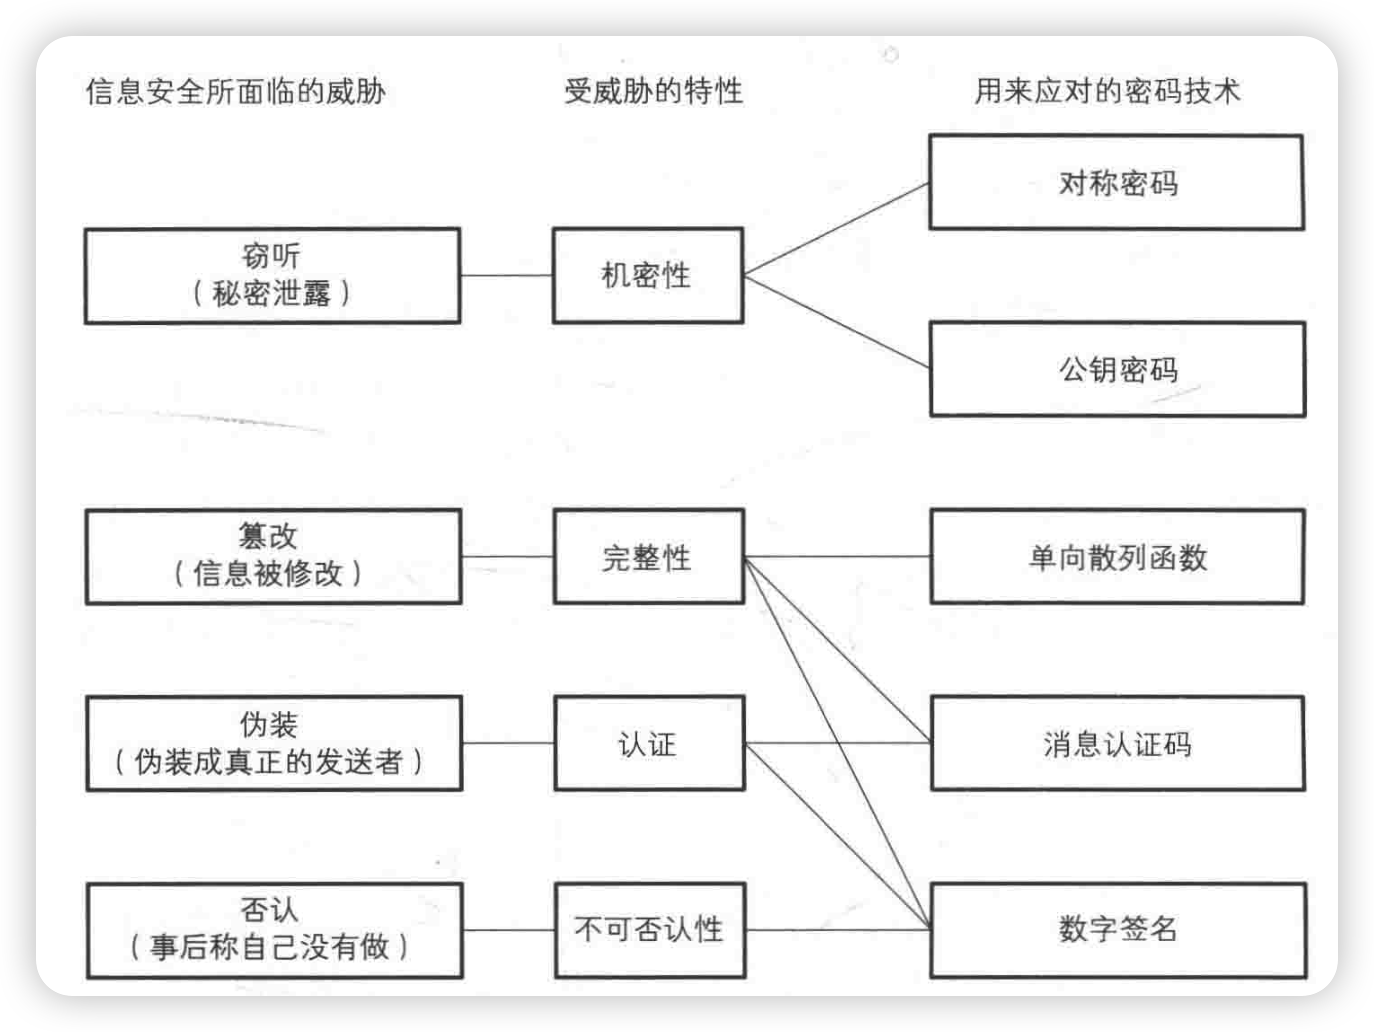 信息安全所面临的威胁
受威胁的特性
用来应对的密码技术
对称密码
窃听
（秘密泄露）
机密性
公钥密码
篡改
（信息被修改）
完整性
单向散列函数
伪装
（伪装成真正的发送者）
认证
消息认证码
否认
（事后称自己没有做）
不可否认性
数字签名